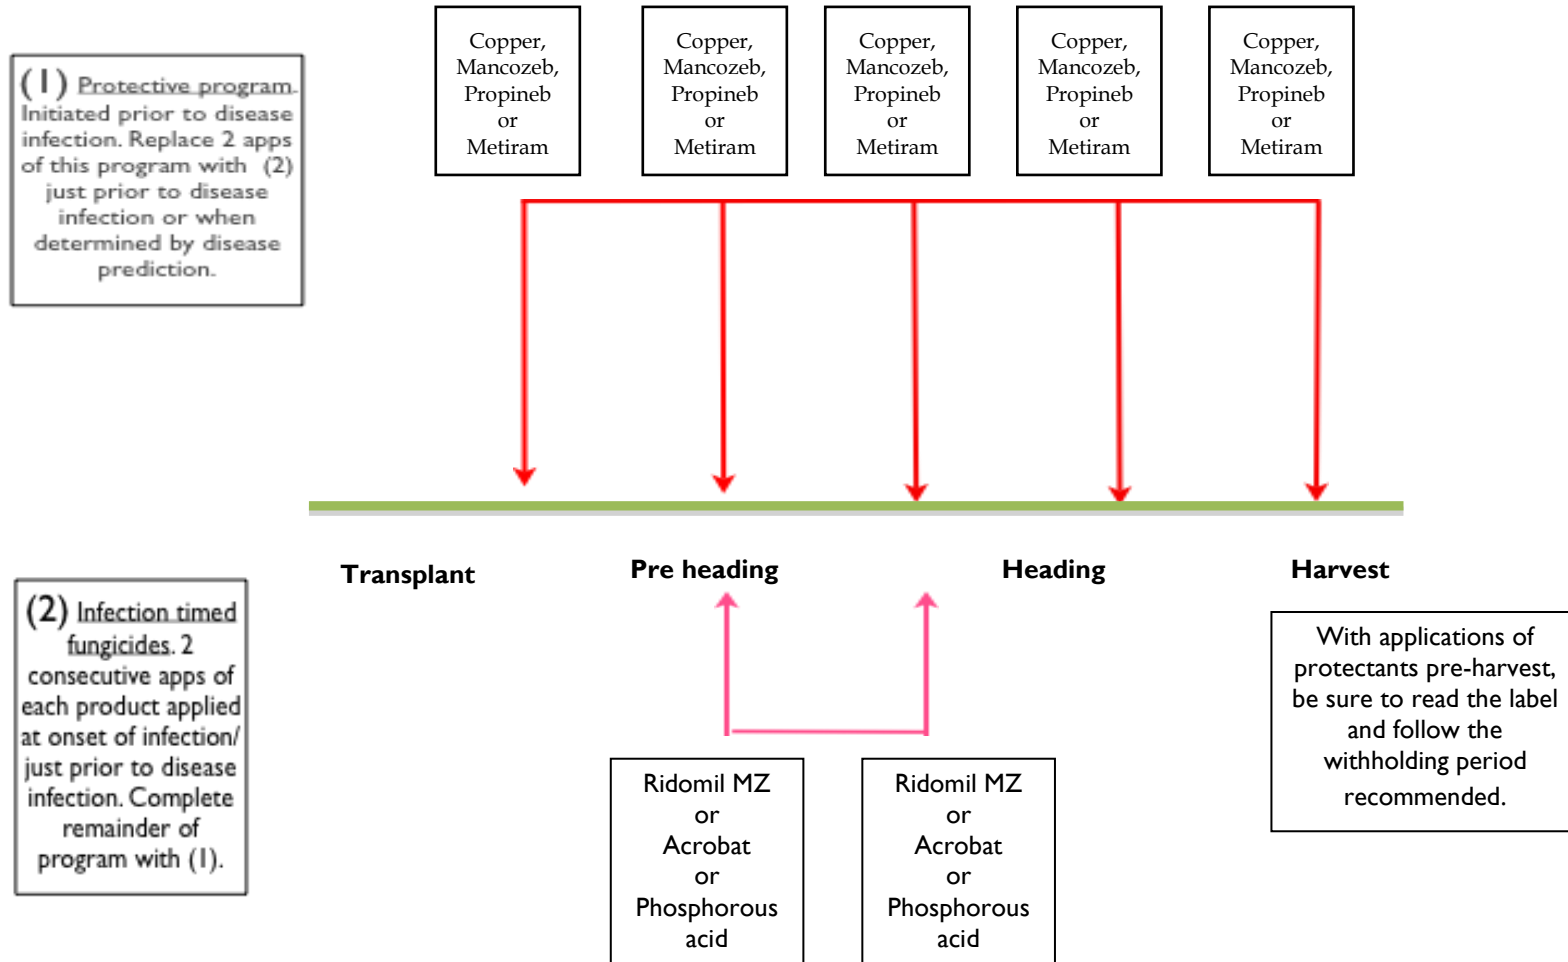 (1) Protective program.
Initiated prior to disease
infection. Replace 2 apps
of this program with (2)
just prior to disease
infection or when
determined by disease
prediction.
Copper,
Mancozeb,
Propineb
or
Metiram
Copper,
Mancozeb,
Propineb
or
Metiram
Copper,
Mancozeb,
Propineb
or
Metiram
Copper,
Mancozeb,
Propineb
or
Metiram
Copper,
Mancozeb,
Propineb
or
Metiram
Transplant
Pre heading
Heading
Harvest
(2) Infection timed
fungicides. 2
consecutive apps of
each product applied
at onset of infection/
just prior to disease
infection. Complete
remainder of
program with (1).
Ridomil MZ
or
Acrobat
or
Phosphorous
acid
Ridomil MZ
or
Acrobat
or
Phosphorous
acid
With applications of
protectants pre-harvest,
be sure to read the label
and follow the
withholding period
recommended.